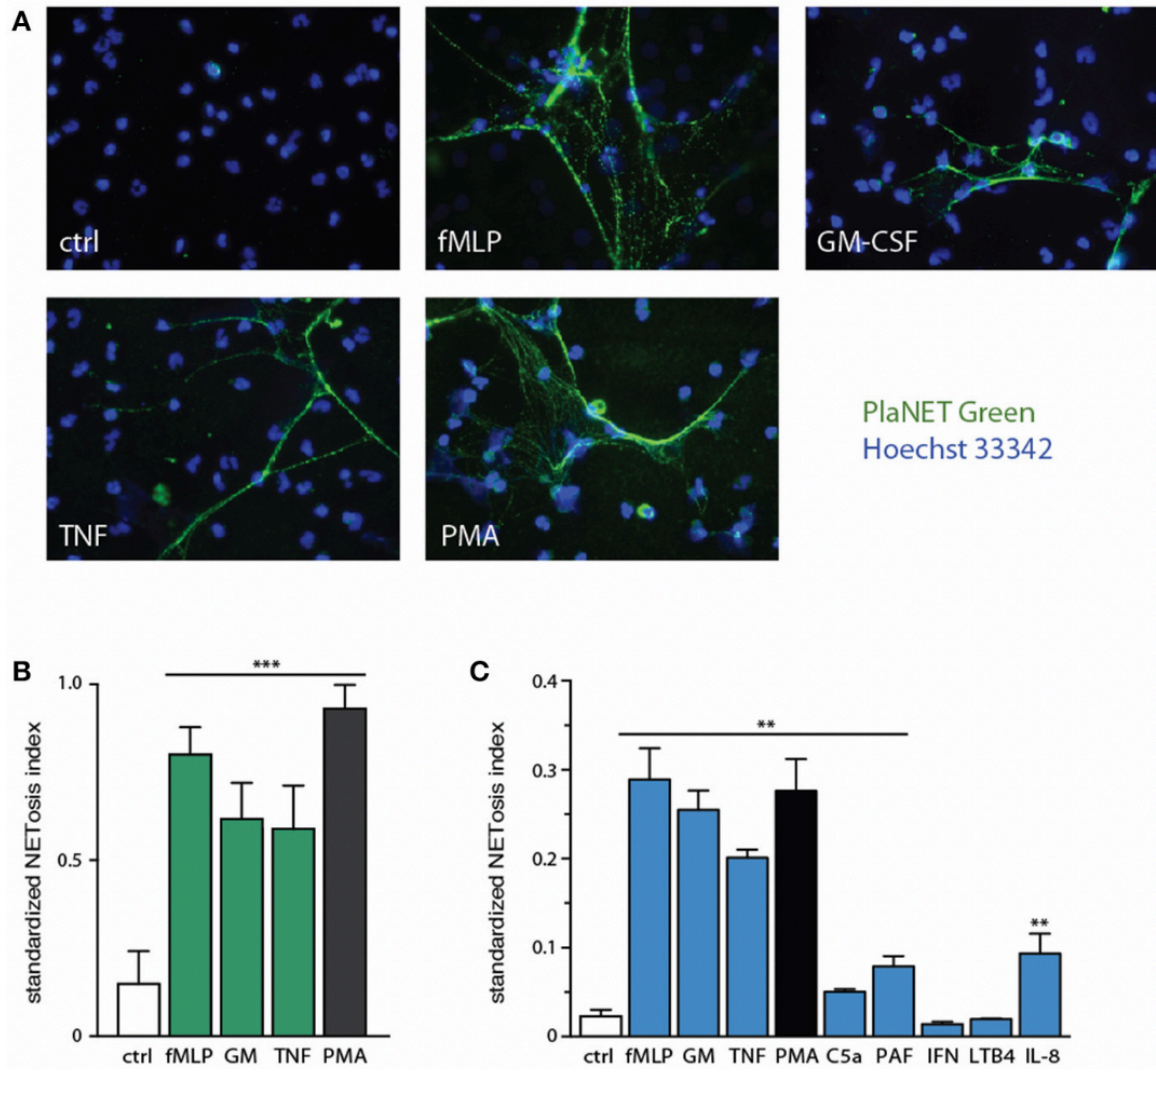 A
ctrl
fMLP
GM-CSF
TNF
PMA
PlaNET Green
Hoechst 33342
B
***
1.0
0.5
0
standardized NETosis index
ctrl fMLP GM TNF PMA
C
**
**
0.4
0.3
0.2
0.1
0
standardized NETosis index
ctrl fMLP GM TNF PMA C5a PAF IFN LTB4 IL-8